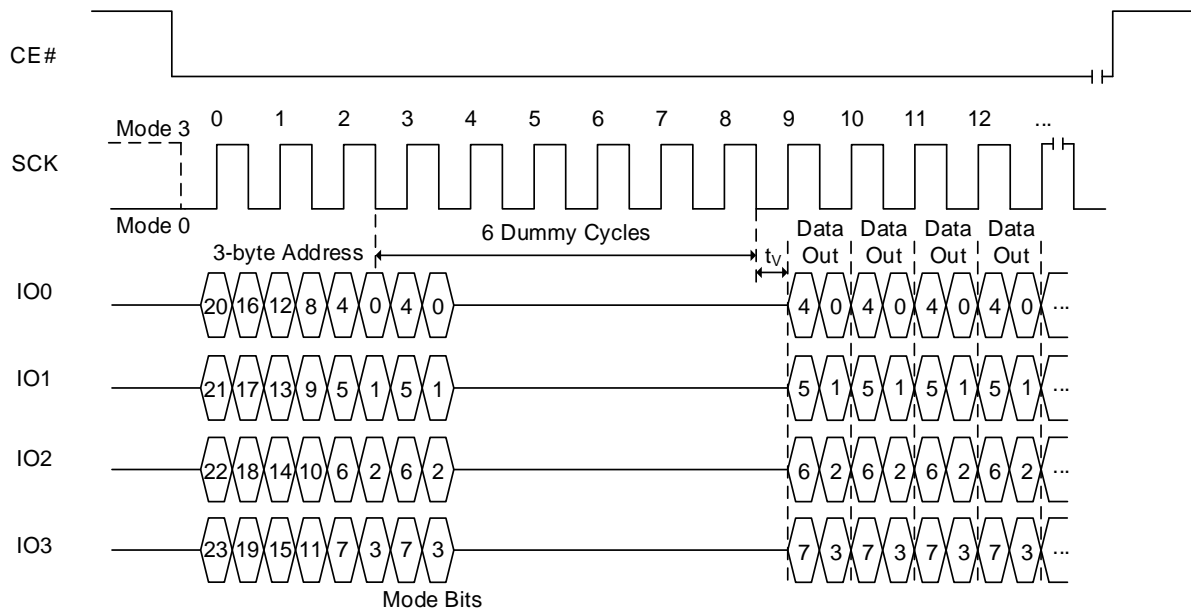 CE#
0 1 2 3 4 5 6 7 8 9 10 11 12 ...
Mode 3
SCK
Mode 0
6 Dummy Cycles
Data Data Data Data
3-byte Address
tV
Out Out Out Out
IO0
20 16 12 8 4 0 4 0 4 0 4 0 4 0 4 0 ...
IO1
21 17 13 9 5 1 5 1 5 1 5 1 5 1 5 1 ...
IO2
22 18 14 10 6 2 6 2 6 2 6 2 6 2 6 2 ...
IO3
23 19 15 11 7 3 7 3 7 3 7 3 7 3 7 3 ...
Mode Bits